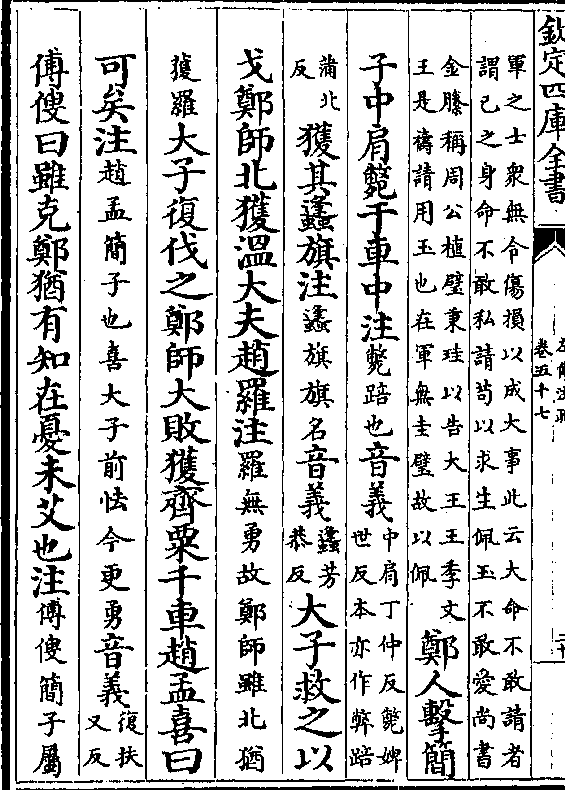 欽定四庫全書
卷五十七
軍之士衆無令傷損以成大事此云大命不敢請者
謂己之身命不敢私請苟以求生佩玉不敢愛尚書
金縢稱周公植璧秉珪以告大王王季文
王是禱請用玉也在軍無圭璧故以佩
鄭人擊簡
子中肩斃于車中注斃踣也音義
中肩丁仲反斃婢
世反本亦作弊踣
蒲北
反
獲其蠭旗注蠭旗旗名音義
蠭芳
恭反
大子救之以
戈鄭師北獲溫大夫趙羅注羅無勇故鄭師雖北猶
獲羅大子復伐之鄭師大敗獲齊粟千車趙孟喜曰
可矣注趙孟簡子也喜大子前怯今更勇音義
復扶
又反
傅傁曰雖克鄭猶有知在憂未艾也注傅傁簡子屬